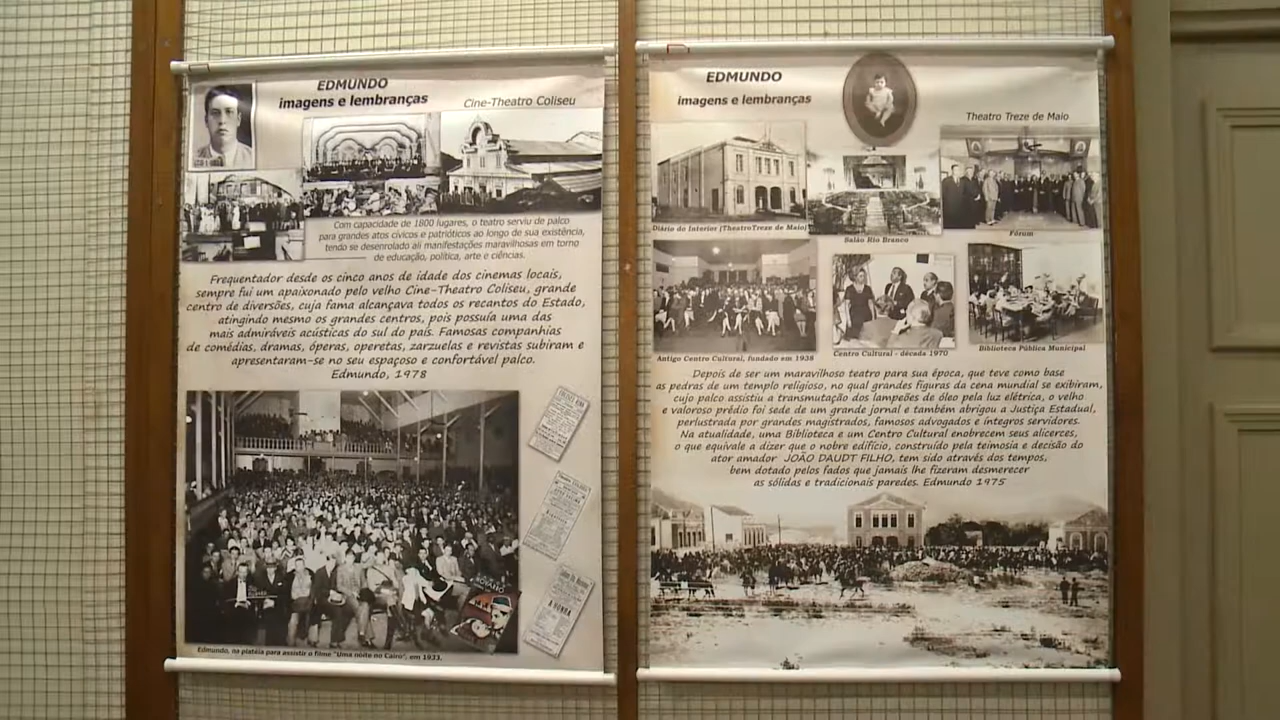 EDMUNDO
imagens e lembranças
Cine-Theatro Coliseu
Com capacidade de 1800 lugares, o teatro serviu de palco
para grandes atos cívicos e patrióticos ao longo de sua existência,
tendo se desenrolado ali manifestações maravilhosas em torno
de educação, política, arte e ciências.
Frequentador desde os cinco anos de idade dos cinemas locais,
sempre fui um apaixonado pelo velho Cine-Theatro Coliseu, grande
centro de diversões, cuja fama alcançava todos os recantos do Estado,
atingindo mesmo os grandes centros, pois possuía uma das
mais admiráveis acústicas do sul do país. Famosas companhias
de comédias, dramas, óperas, operetas, zarzuelas e revistas subiram e
apresentaram-se no seu espaçoso e confortável palco.
Edmundo, 1978
Edmundo, na platéia para assistir o filme "Uma noite no Cairo", em 1933.
EDMUNDO
imagens e lembranças
Theatro Treze de Maio
Diário do Interior (TheatroTreze de Maio)
Salão Rio Branco
Fórum
Antigo Centro Cultural, fundado em 1938
Centro Cultural - década 1970
Biblioteca Pública Municipal
Depois de ser um maravilhoso teatro para sua época, que teve como base
as pedras de um templo religioso, no qual grandes figuras da cena mundial se exibiram,
cujo palco assistiu a transmutação dos lampeões de óleo pela luz elétrica, o velho
e valoroso prédio foi sede de um grande jornal e também abrigou a Justiça Estadual,
perlustrada por grandes magistrados, famosos advogados e íntegros servidores.
Na atualidade, uma Biblioteca e um Centro Cultural enobrecem seus alicerces,
o que equivale a dizer que o nobre edifício, construído pela teimosia e decisão do
ator amador JOÃO DAUDT FILHO, tem sido através dos tempos,
bem dotado pelos fados que jamais lhe fizeram desmerecer
as sólidas e tradicionais paredes. Edmundo 1975